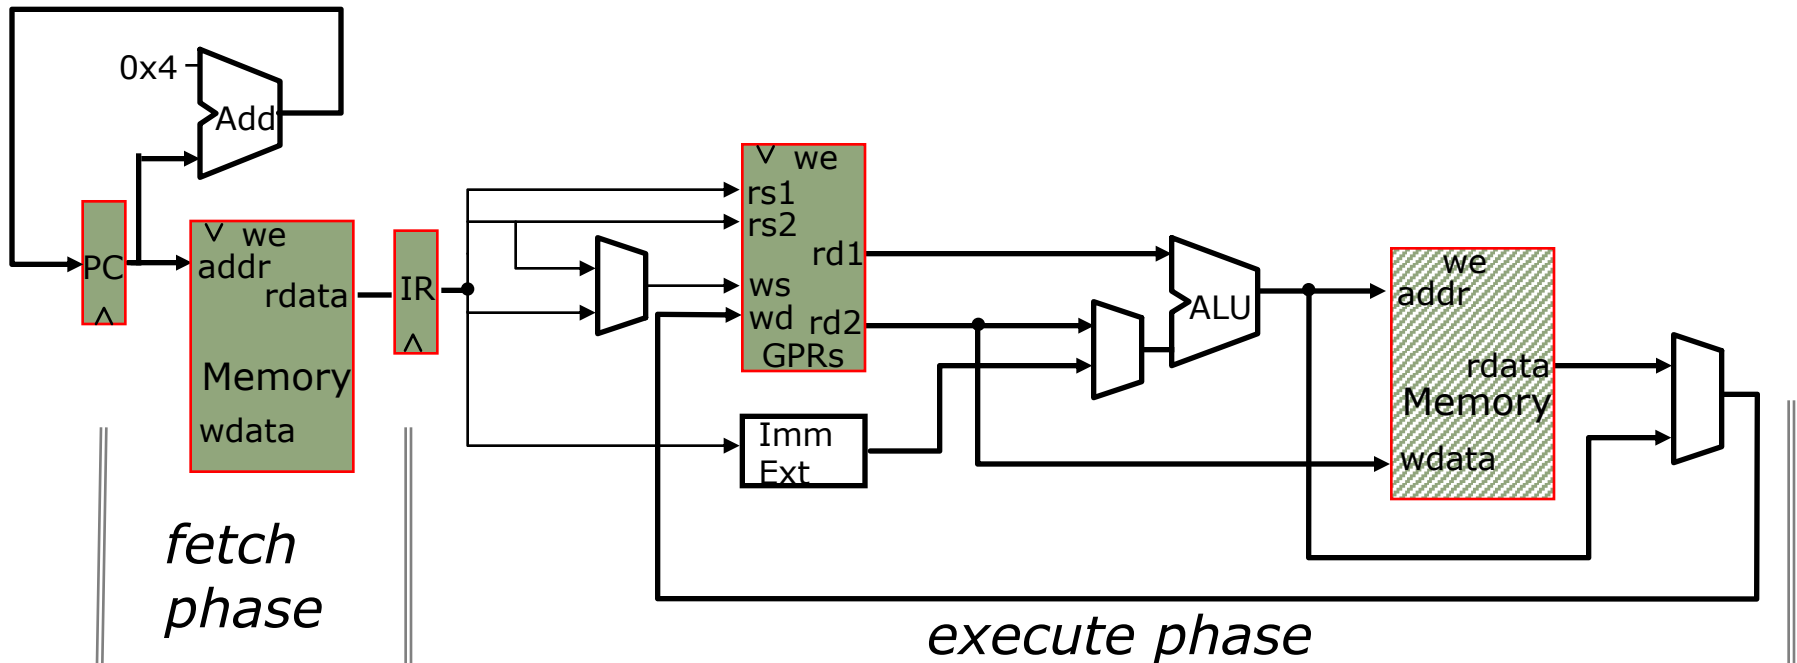 0x4
Add
PC
we
addr
rdata
Memory
wdata
IR
we
rs1
rs2
rd1
ws
wd rd2
GPRs
Imm
Ext
ALU
we
addr
rdata
Memory
wdata
fetch
phase
execute phase